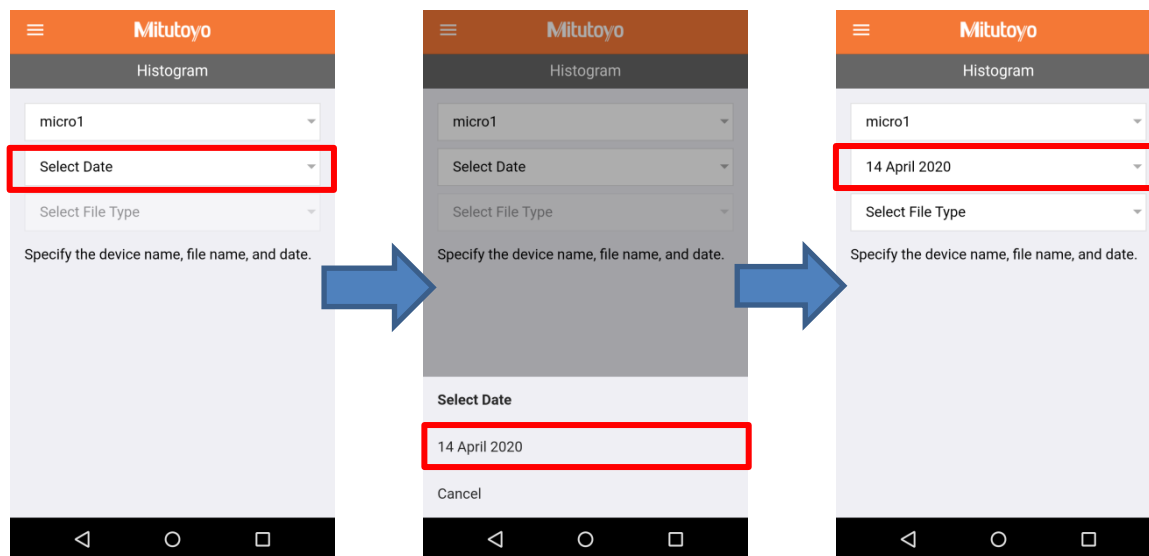 Mitutoyo
Histogram
micro1
Select Date
Select File Type
Specify the device name, file name, and date.
Mitutoyo
Histogram
micro1
Select Date
Select File Type
Specify the device name, file name, and date.
Select Date
14 April 2020
Cancel
Mitutoyo
Histogram
micro1
14 April 2020
Select File Type
Specify the device name, file name, and date.